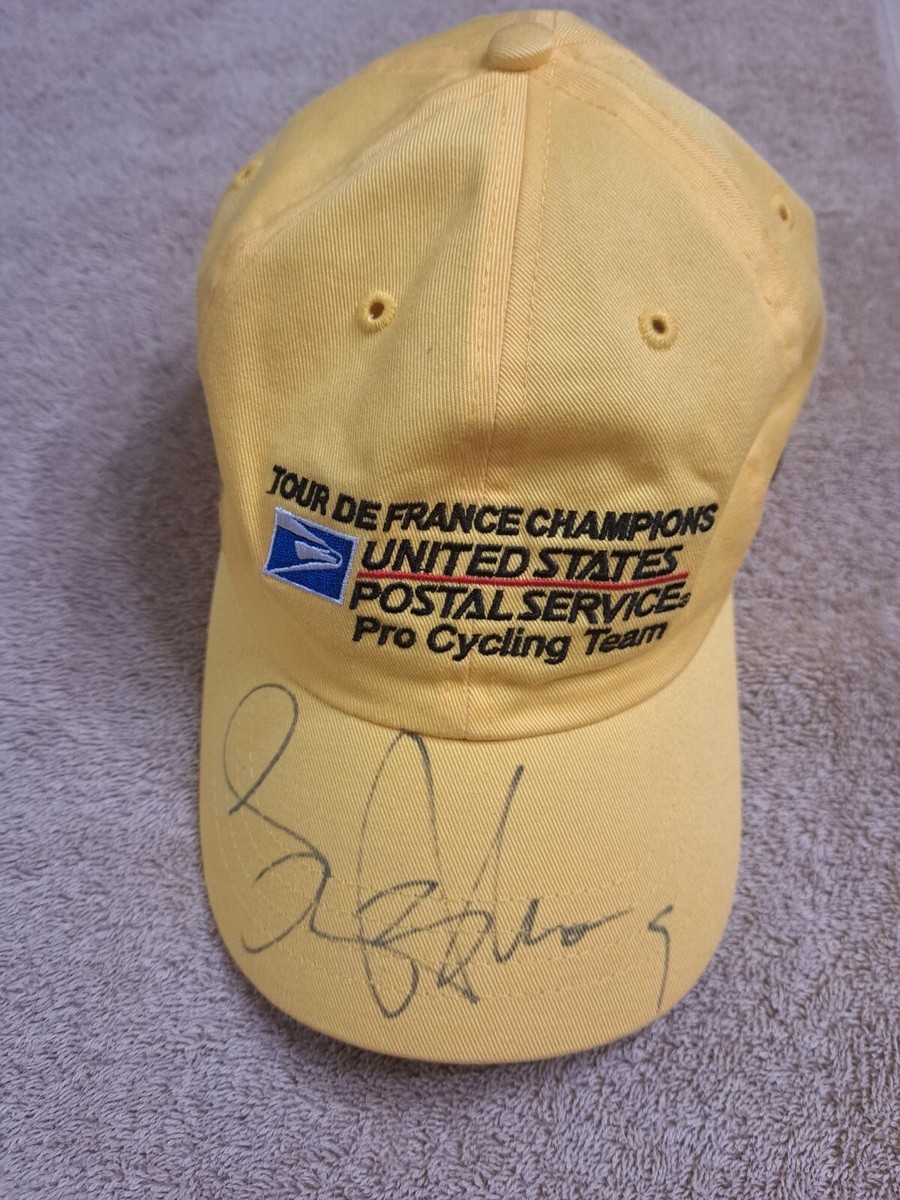 TOUR DE FRANCE CHAMPIONS
UNITED STATES
POSTAL SERVICE®
Pro Cycling Team